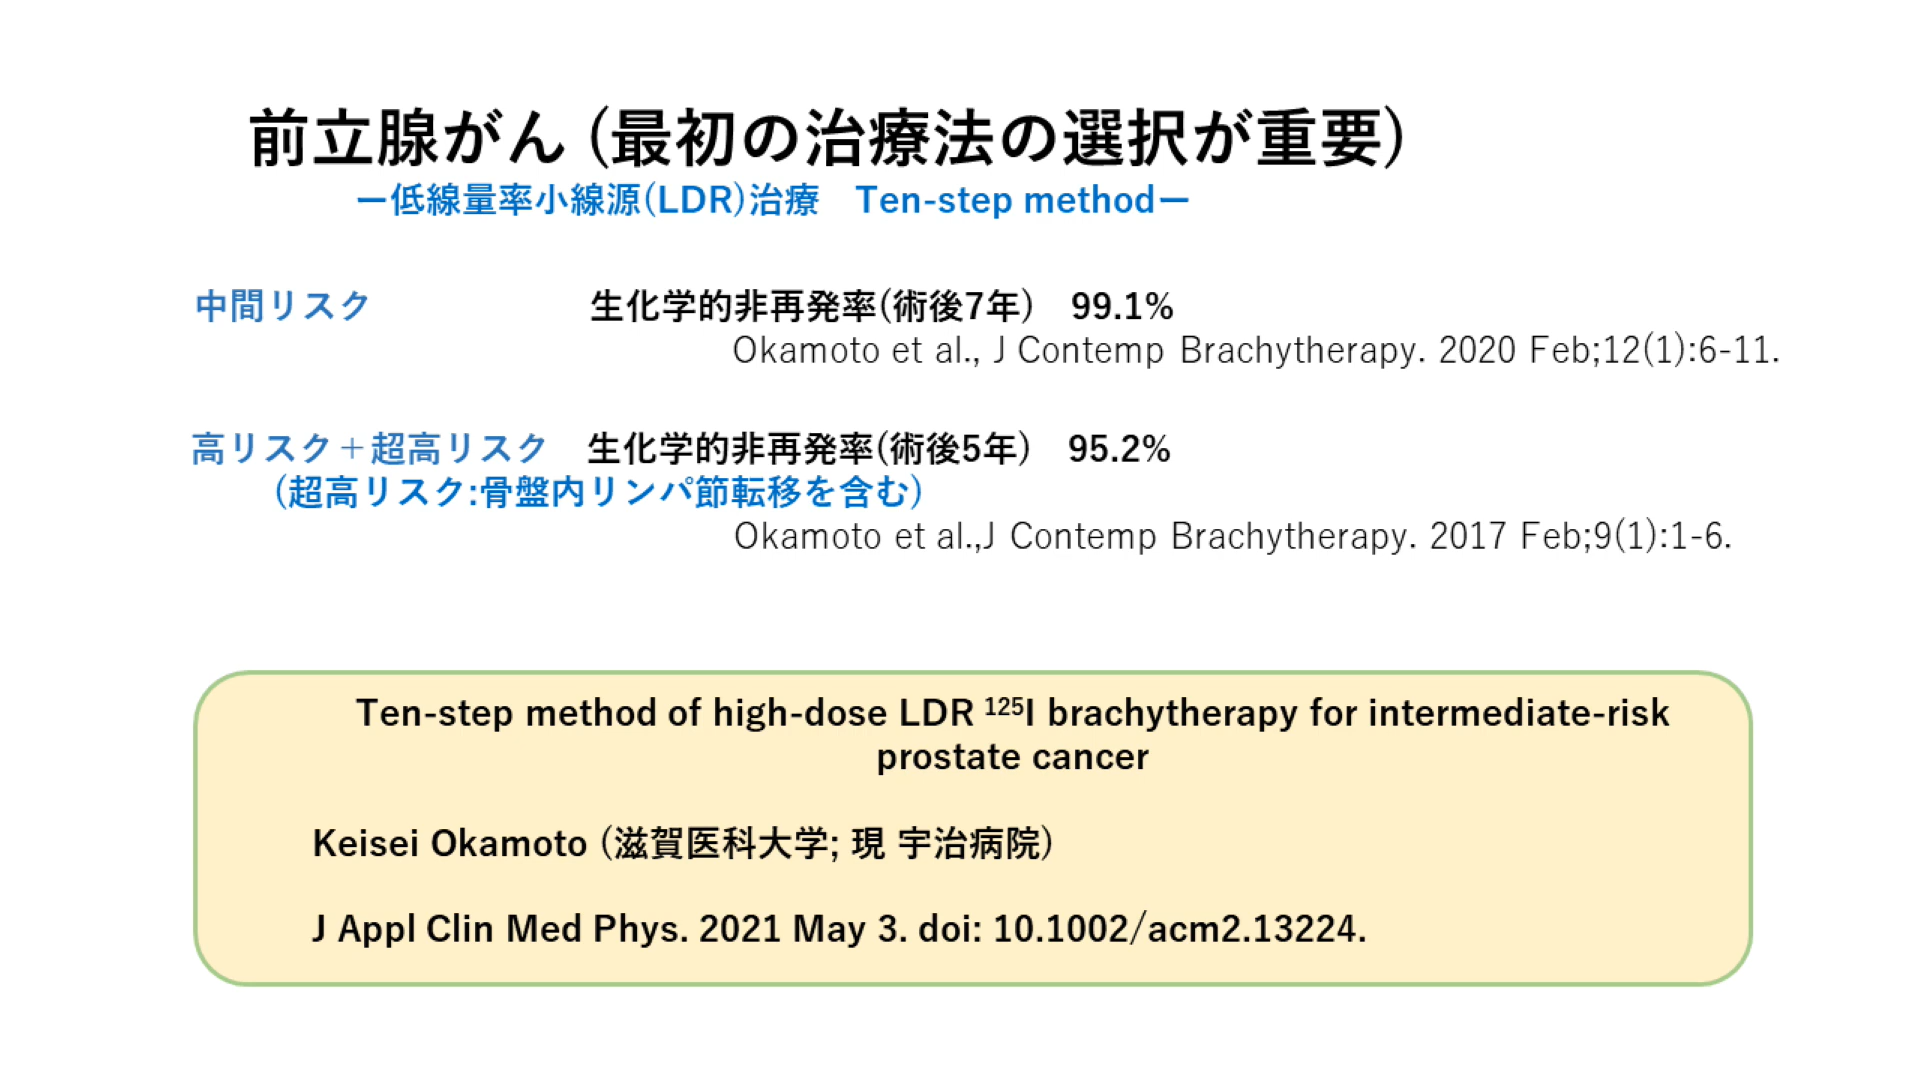 前立腺がん (最初の治療法の選択が重要)
ー低線量率小線源(LDR)治療　Ten-step methodー
中間リスク　生化学的非再発率(術後7年)　99.1%
Okamoto et al., J Contemp Brachytherapy. 2020 Feb;12(1):6-11.
高リスク＋超高リスク　生化学的非再発率(術後5年)　95.2%
(超高リスク:骨盤内リンパ節転移を含む)
Okamoto et al.,J Contemp Brachytherapy. 2017 Feb;9(1):1-6.
Ten-step method of high-dose LDR ¹²⁵I brachytherapy for intermediate-risk
prostate cancer
Keisei Okamoto (滋賀医科大学; 現 宇治病院)
J Appl Clin Med Phys. 2021 May 3. doi: 10.1002/acm2.13224.